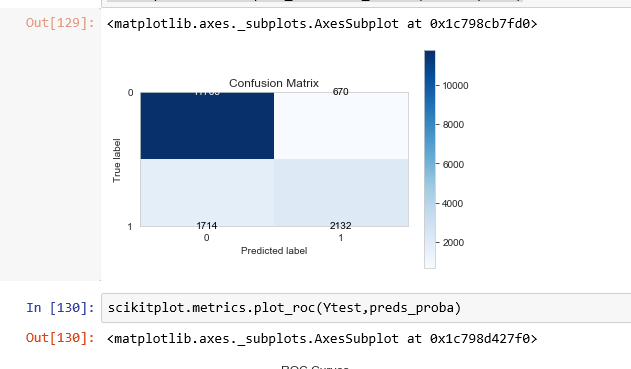 Out[129]: <matplotlib.axes._subplots.AxesSubplot at 0x1c798cb7fd0>
Confusion Matrix
0 670
10000
8000
True label
6000
4000
1 1714 2132
2000
0 1
Predicted label
In [130]: scikitplot.metrics.plot_roc(Ytest,preds_proba)
Out[130]: <matplotlib.axes._subplots.AxesSubplot at 0x1c798d427f0>